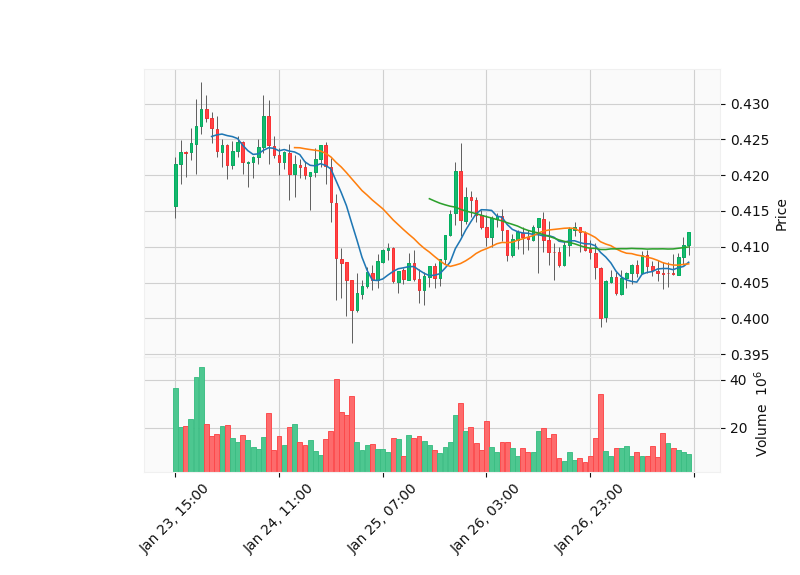 0.430
0.425
0.420
0.415
0.410
0.405
0.400
0.395
Price
40
20
Volume 10^6
Jan 23, 15:00
Jan 24, 11:00
Jan 25, 07:00
Jan 26, 03:00
Jan 26, 23:00